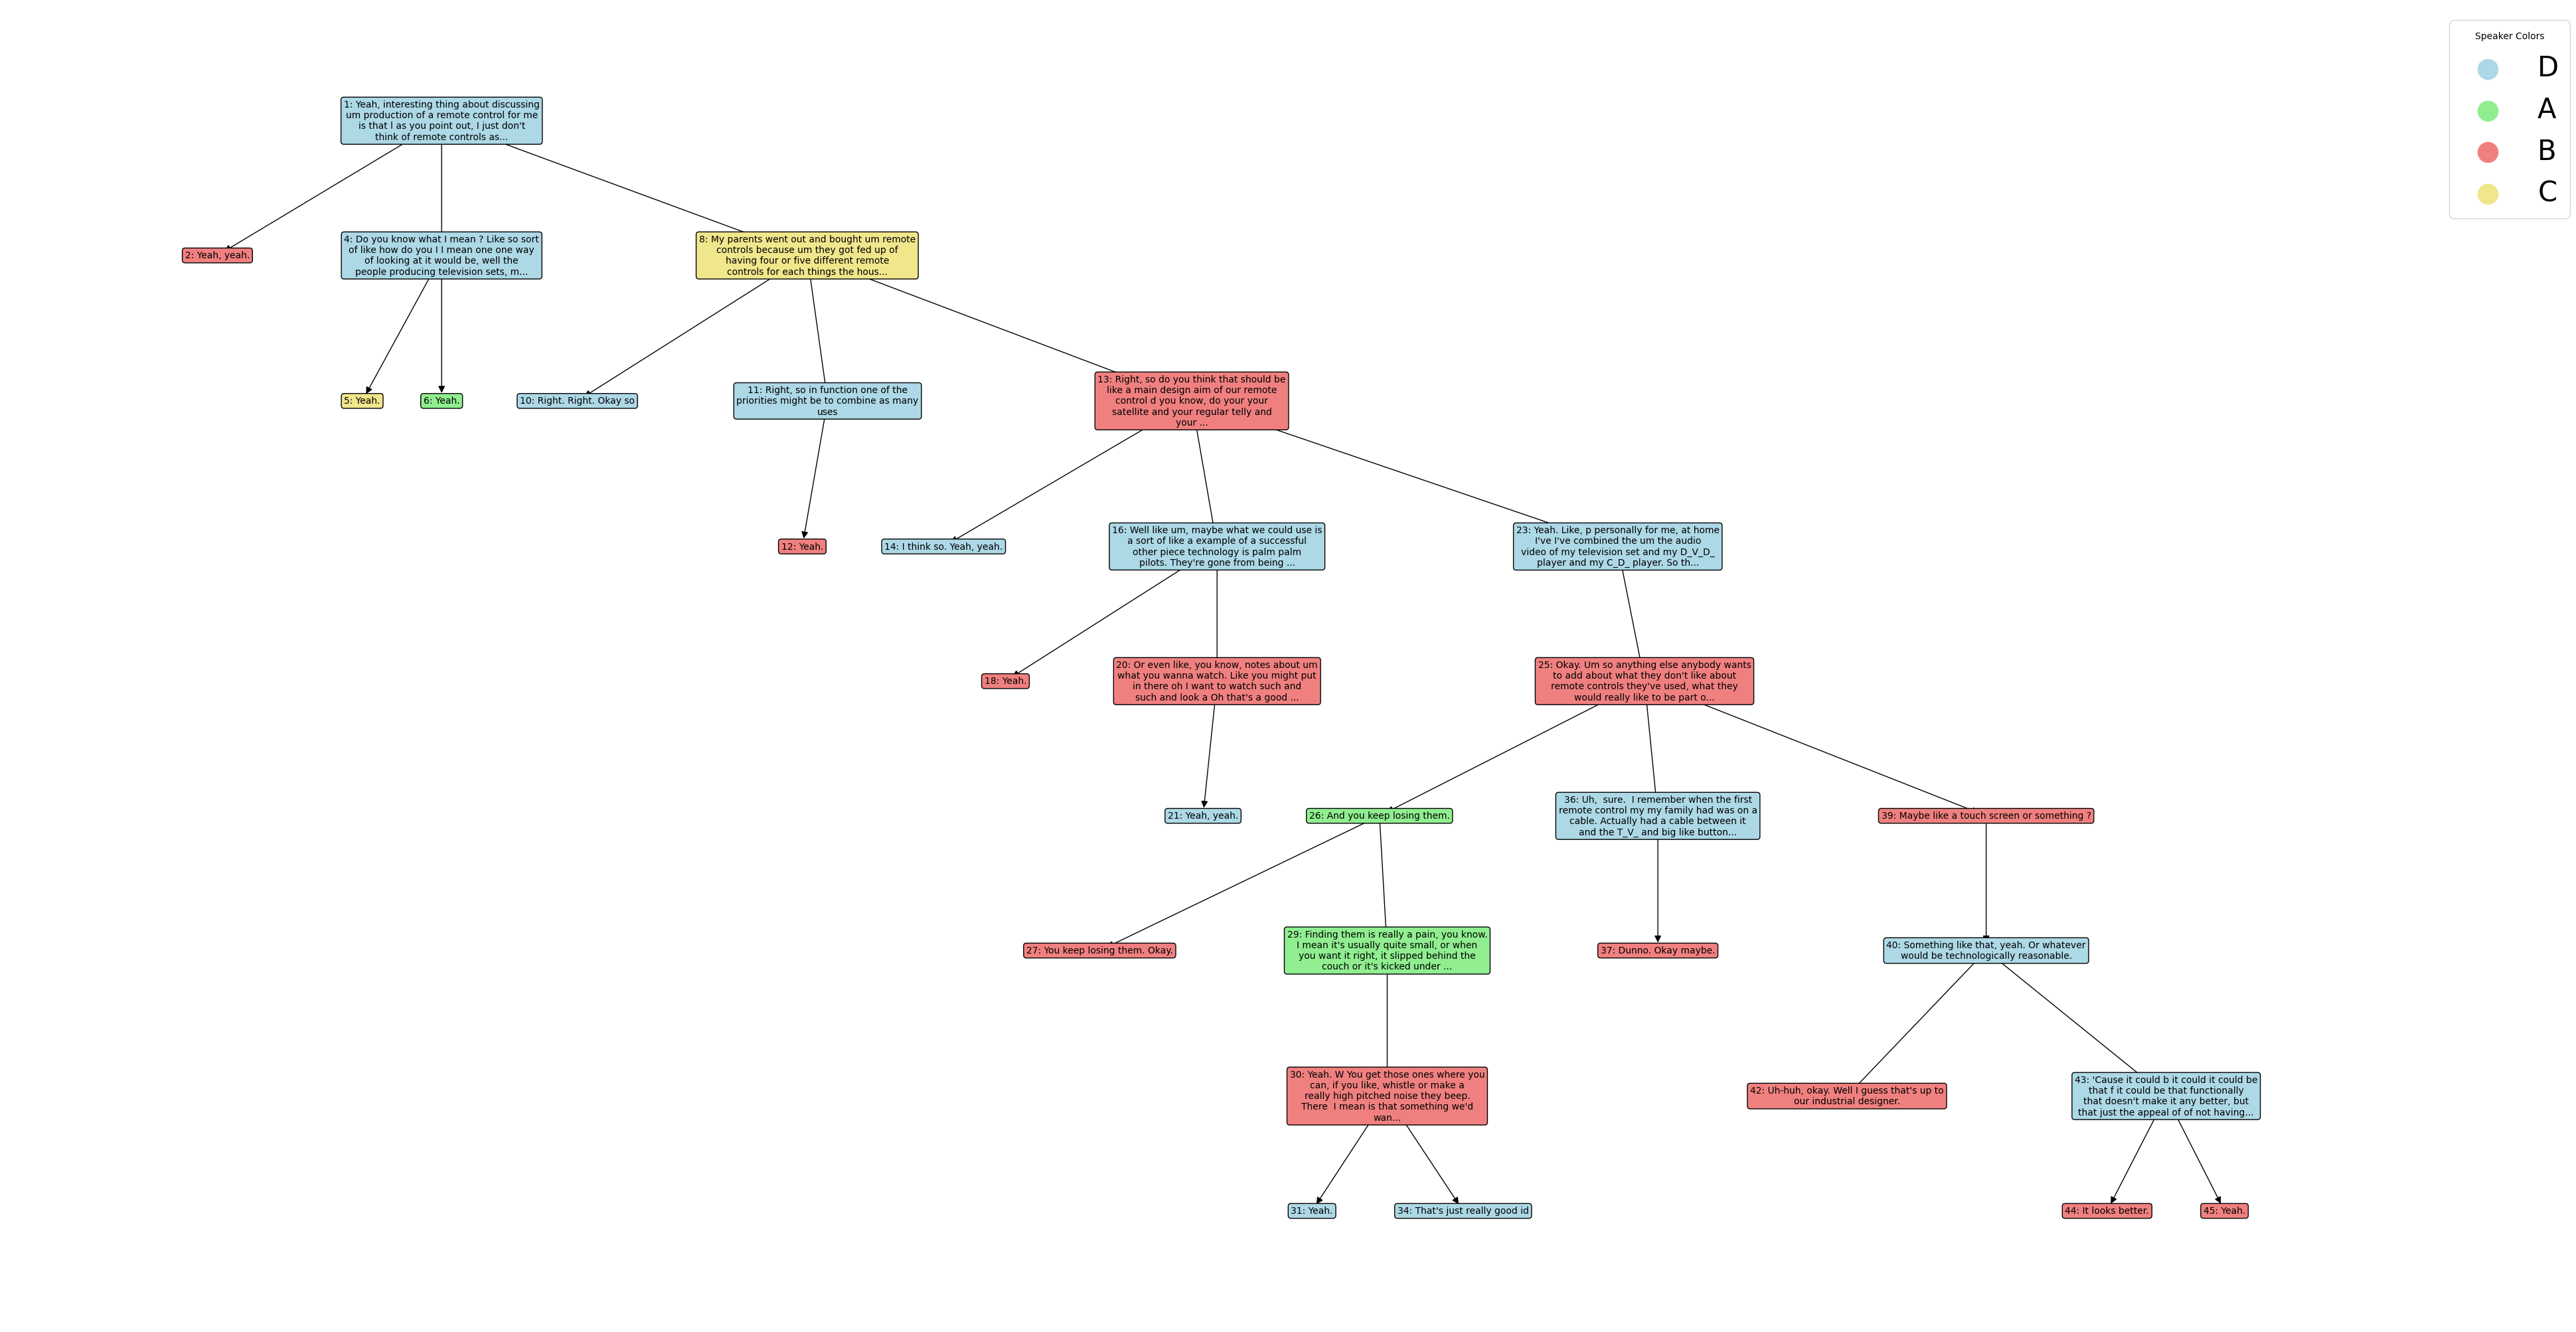 Speaker Colors
D
A
B
C
1: Yeah, interesting thing about discussing
um production of a remote control for me
is that l as you point out, I just don't
think of remote controls as...
2: Yeah, yeah.
4: Do you know what I mean ? Like so sort
of like how do you I I mean one one way
of looking at it would be, well the
people producing television sets, m...
8: My parents went out and bought um remote
controls because um they got fed up of
having four or five different remote
controls for each things the hous...
5: Yeah.
6: Yeah.
10: Right. Right. Okay so
11: Right, so in function one of the
priorities might be to combine as many
uses
13: Right, so do you think that should be
like a main design aim of our remote
control d you know, do your your
satellite and your regular telly and
your ...
12: Yeah.
14: I think so. Yeah, yeah.
16: Well like um, maybe what we could use is
a sort of like a example of a successful
other piece technology is palm palm
pilots. They're gone from being ...
23: Yeah. Like, p personally for me, at home
I've I've combined the um the audio
video of my television set and my D_V_D_
player and my C_D_ player. So th...
18: Yeah.
20: Or even like, you know, notes about um
what you wanna watch. Like you might put
in there oh I want to watch such and
such and look a Oh that's a good ...
25: Okay. Um so anything else anybody wants
to add about what they don't like about
remote controls they've used, what they
would really like to be part o...
21: Yeah, yeah.
26: And you keep losing them.
36: Uh,  sure.  I remember when the first
remote control my my family had was on a
cable. Actually had a cable between it
and the T_V_ and big like button...
39: Maybe like a touch screen or something ?
27: You keep losing them. Okay.
29: Finding them is really a pain, you know.
I mean it's usually quite small, or when
you want it right, it slipped behind the
couch or it's kicked under ...
37: Dunno. Okay maybe.
40: Something like that, yeah. Or whatever
would be technologically reasonable.
30: Yeah. W You get those ones where you
can, if you like, whistle or make a
really high pitched noise they beep.
There  I mean is that something we'd
wan...
42: Uh-huh, okay. Well I guess that's up to
our industrial designer.
43: 'Cause it could b it could it could be
that f it could be that functionally
that doesn't make it any better, but
that just the appeal of of not having...
31: Yeah.
34: That's just really good id
44: It looks better.
45: Yeah.